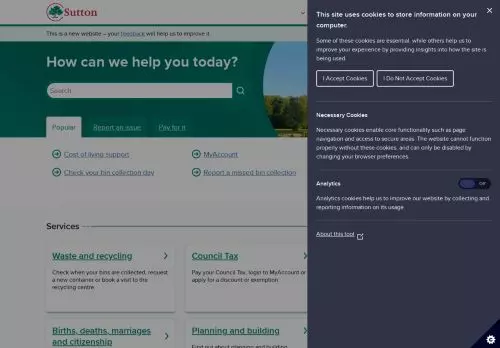 Sutton
This is a new website – your feedback will help us to improve it.
How can we help you today?
Search
Popular
Report an issue
Pay for it
Cost of living support
MyAccount
Check your bin collection day
Report a missed bin collection
Services
Waste and recycling
Council Tax
Check when your bins are collected, request
a new container or book a visit to the
recycling centre
Pay your Council Tax, login to MyAccount or
apply for a discount or exemption
Births, deaths, marriages
and citizenship
Planning and building
Find out about planning and building
This site uses cookies to store information on your
computer.
Some of these cookies are essential, while others help us to
improve your experience by providing insights into how the site is
being used.
I Accept Cookies
I Do Not Accept Cookies
Necessary Cookies
Necessary cookies enable core functionality such as page
navigation and access to secure areas. The website cannot function
properly without these cookies, and can only be disabled by
changing your browser preferences.
Analytics
Off
Analytics cookies help us to improve our website by collecting and
reporting information on its usage.
About this tool